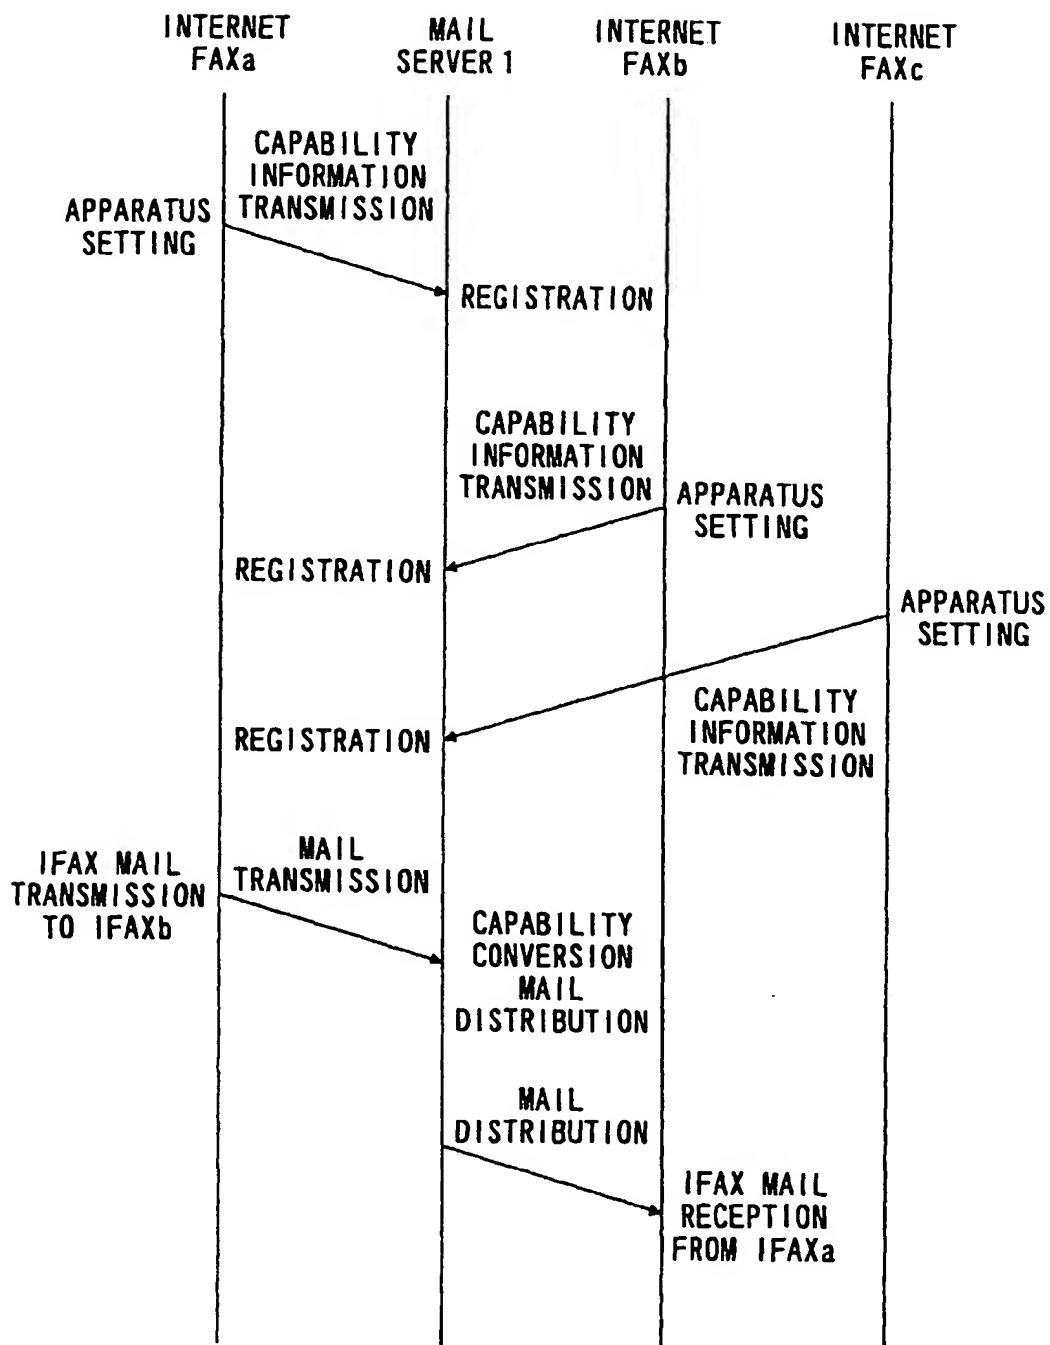 INTERNET
FAXa
MAIL
SERVER 1
INTERNET
FAXb
INTERNET
FAXc
CAPABILITY
INFORMATION
TRANSMISSION
APPARATUS
SETTING
REGISTRATION
CAPABILITY
INFORMATION
TRANSMISSION
APPARATUS
SETTING
REGISTRATION
APPARATUS
SETTING
CAPABILITY
INFORMATION
TRANSMISSION
REGISTRATION
IFAX MAIL
TRANSMISSION
TO IFAXb
MAIL
TRANSMISSION
CAPABILITY
CONVERSION
MAIL
DISTRIBUTION
MAIL
DISTRIBUTION
IFAX MAIL
RECEPTION
FROM IFAXa